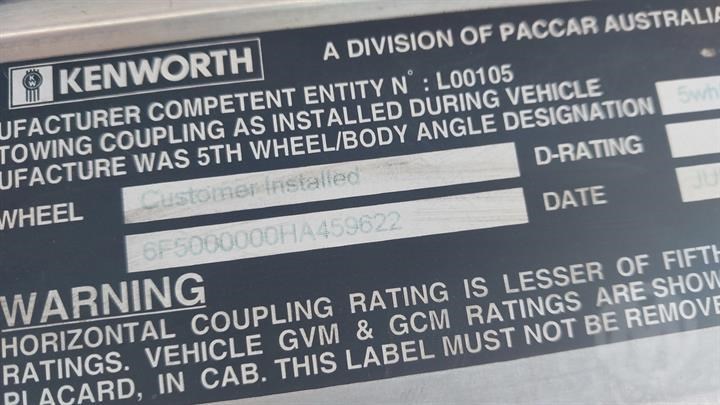 KENWORTH
A DIVISION OF PACCAR AUSTRALIA
UFACTURER COMPETENT ENTITY N° : L00105
TOWING COUPLING AS INSTALLED DURING VEHICLE
UFACTURE WAS 5TH WHEEL/BODY ANGLE DESIGNATION 5wh
WHEEL Customer Installed D-RATING
6F5000000HA459622 DATE JU
WARNING
HORIZONTAL COUPLING RATING IS LESSER OF FIFTH
RATINGS. VEHICLE GVM & GCM RATINGS ARE SHOW
PLACARD, IN CAB. THIS LABEL MUST NOT BE REMOVE